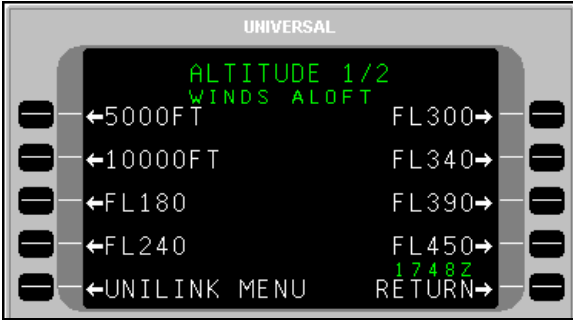 UNIVERSAL
ALTITUDE 1/2
WINDS ALOFT
←5000FT FL300→
←10000FT FL340→
←FL180 FL390→
←FL240 FL450→
1748Z
←UNILINK MENU RETURN→